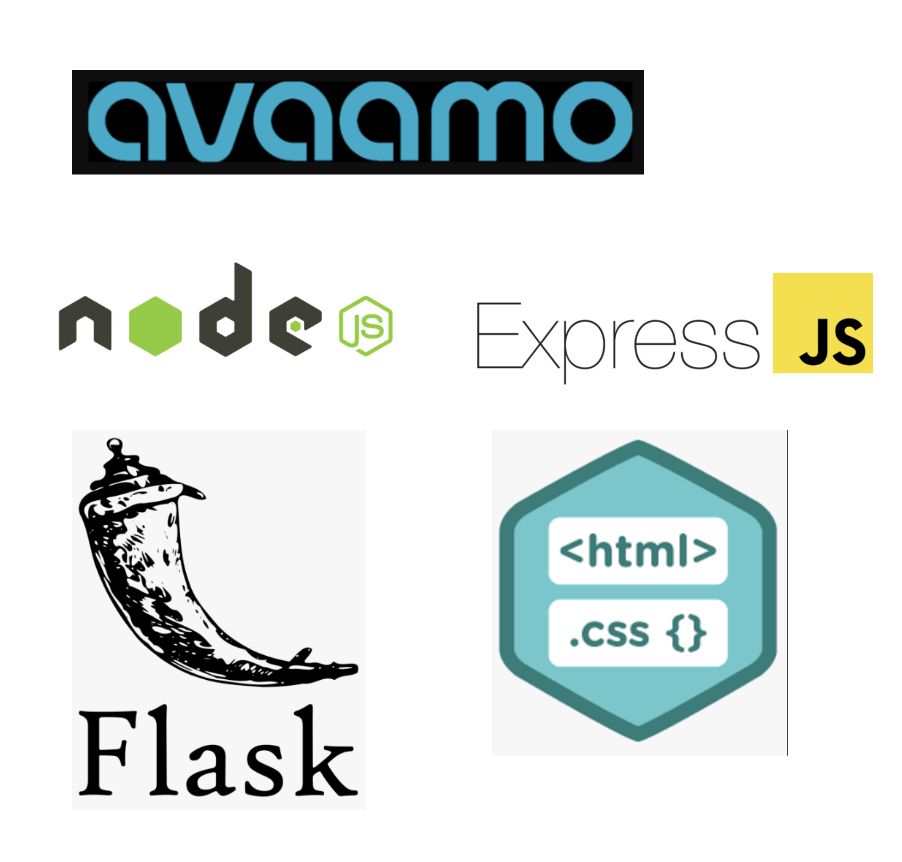 avaamo
node JS
Express JS
Flask
<html>
.css {}